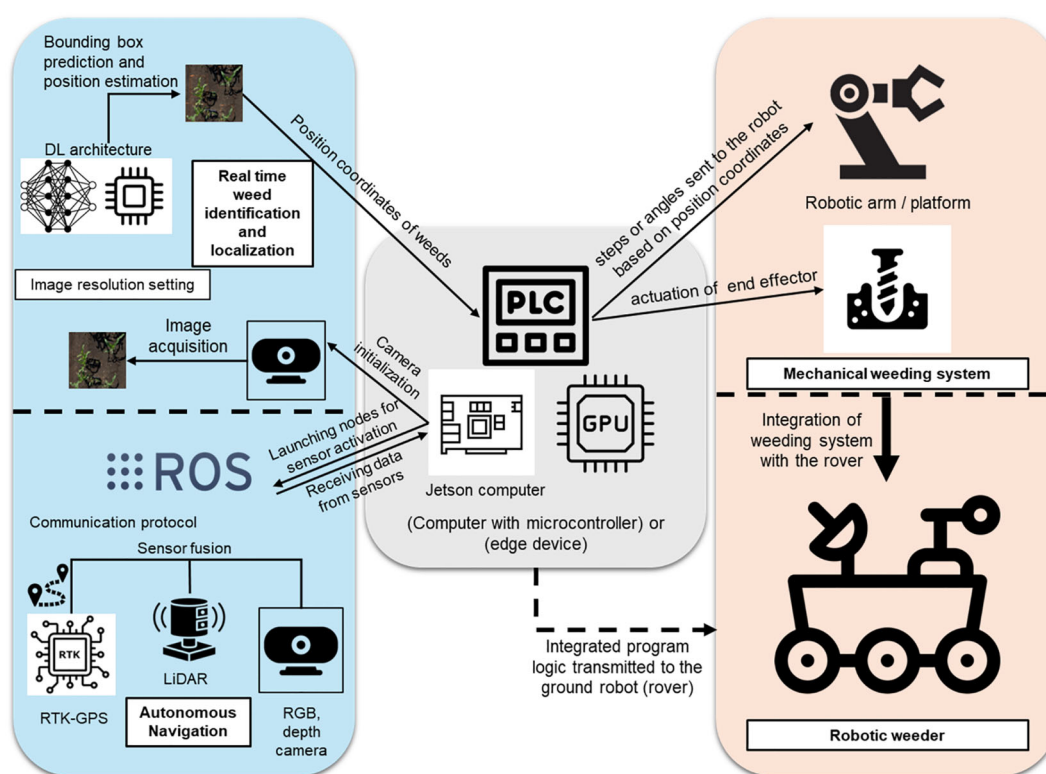 Bounding box
prediction and
position estimation
DL architecture
Real time
weed
identification
and
localization
Image resolution setting
Image
acquisition
Position coordinates of weeds
Camera
initialization
Launching nodes for
sensor activation
Receiving data
from sensors
ROS
Communication protocol
Sensor fusion
RTK
RTK-GPS
LiDAR
Autonomous
Navigation
RGB,
depth
camera
PLC
GPU
Jetson computer
(Computer with microcontroller) or
(edge device)
steps or angles sent to the robot
based on position coordinates
actuation of end effector
Robotic arm / platform
Mechanical weeding system
Integration of
weeding system
with the rover
Integrated program
logic transmitted to the
ground robot (rover)
Robotic weeder